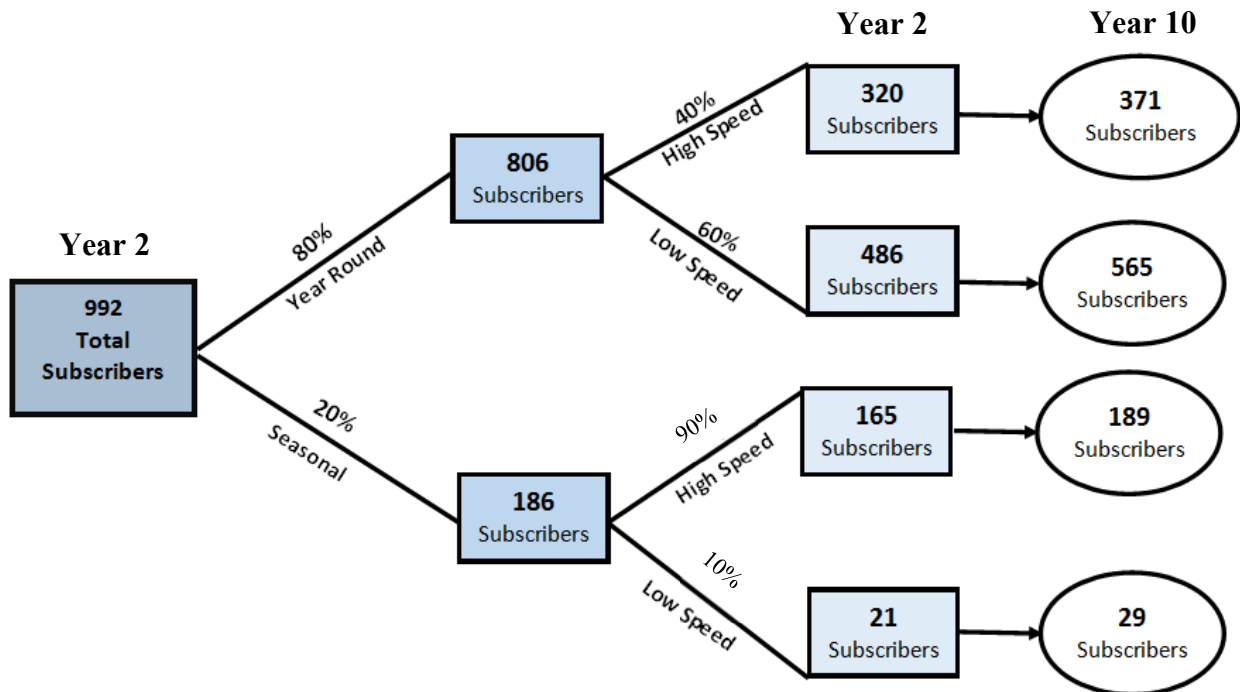 Year 2
992
Total
Subscribers
80%
Year Round
20%
Seasonal
806
Subscribers
186
Subscribers
40%
High Speed
60%
Low Speed
90%
High Speed
10%
Low Speed
Year 2
320
Subscribers
486
Subscribers
165
Subscribers
21
Subscribers
Year 10
371
Subscribers
565
Subscribers
189
Subscribers
29
Subscribers